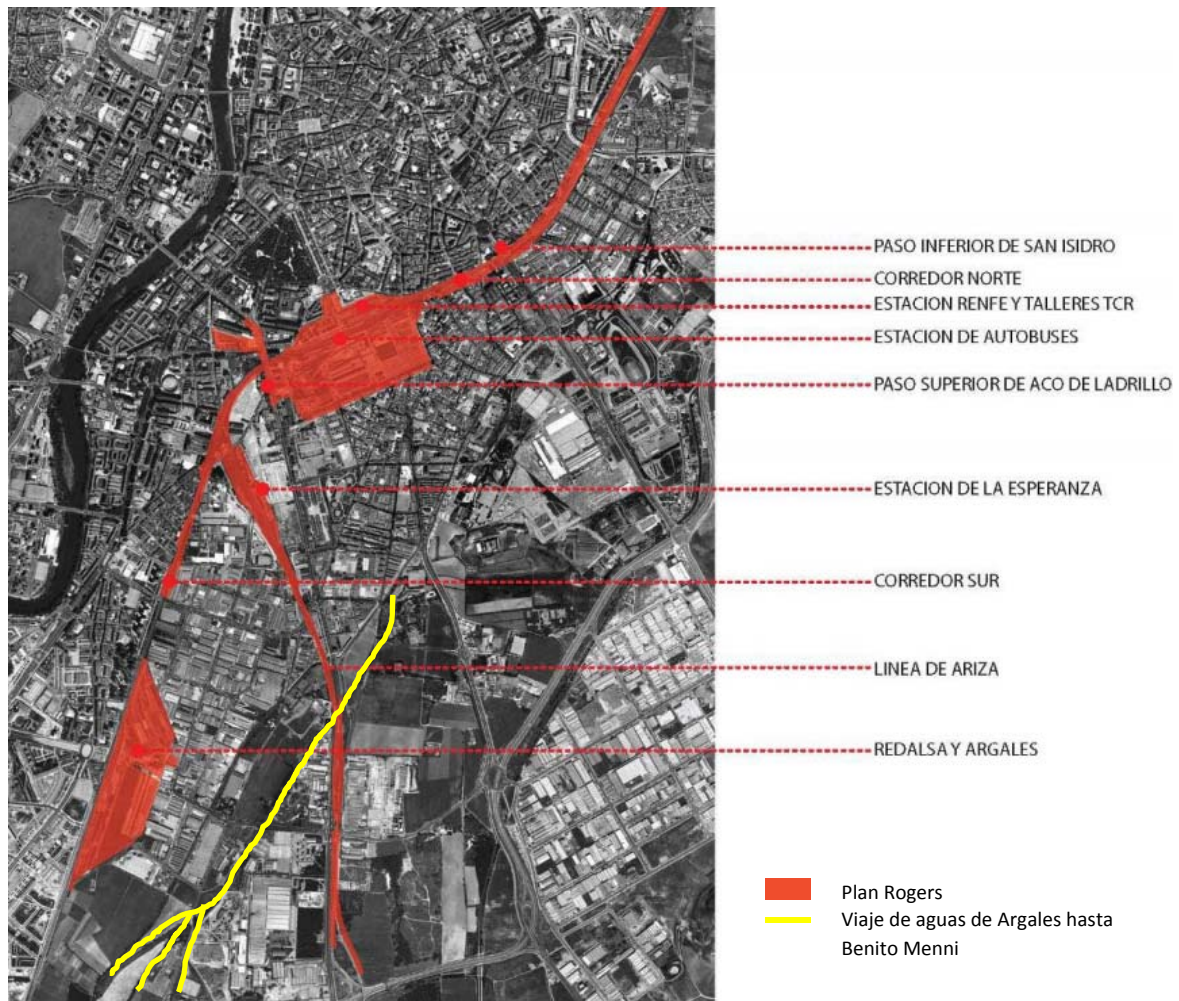 PASO INFERIOR DE SAN ISIDRO
CORREDOR NORTE
ESTACION RENFE Y TALLERES TCR
ESTACION DE AUTOBUSES
PASO SUPERIOR DE ACO DE LADRILLO
ESTACION DE LA ESPERANZA
CORREDOR SUR
LINEA DE ARIZA
REDALSA Y ARGALES
Plan Rogers
Viaje de aguas de Argales hasta
Benito Menni